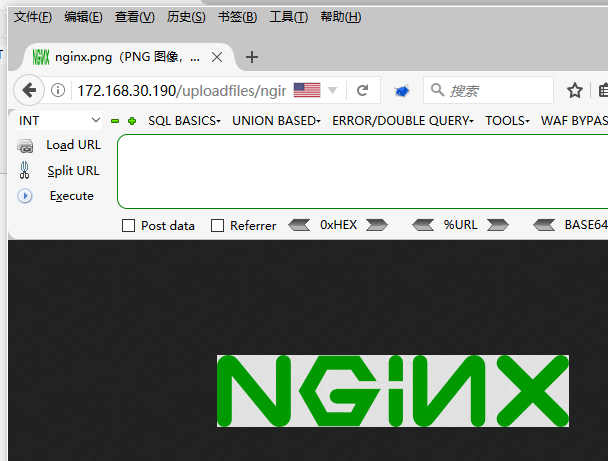 文件(F) 编辑(E) 查看(V) 历史(S) 书签(B) 工具(T) 帮助(H)
nginx.png (PNG 图像, ...
172.168.30.190/uploadfiles/ngir
搜索
INT SQL BASICS UNION BASED ERROR/DOUBLE QUERY TOOLS WAF BYPAS
Load URL
Split URL
Execute
Post data Referrer 0xHEX %URL BASE64
NGiNX